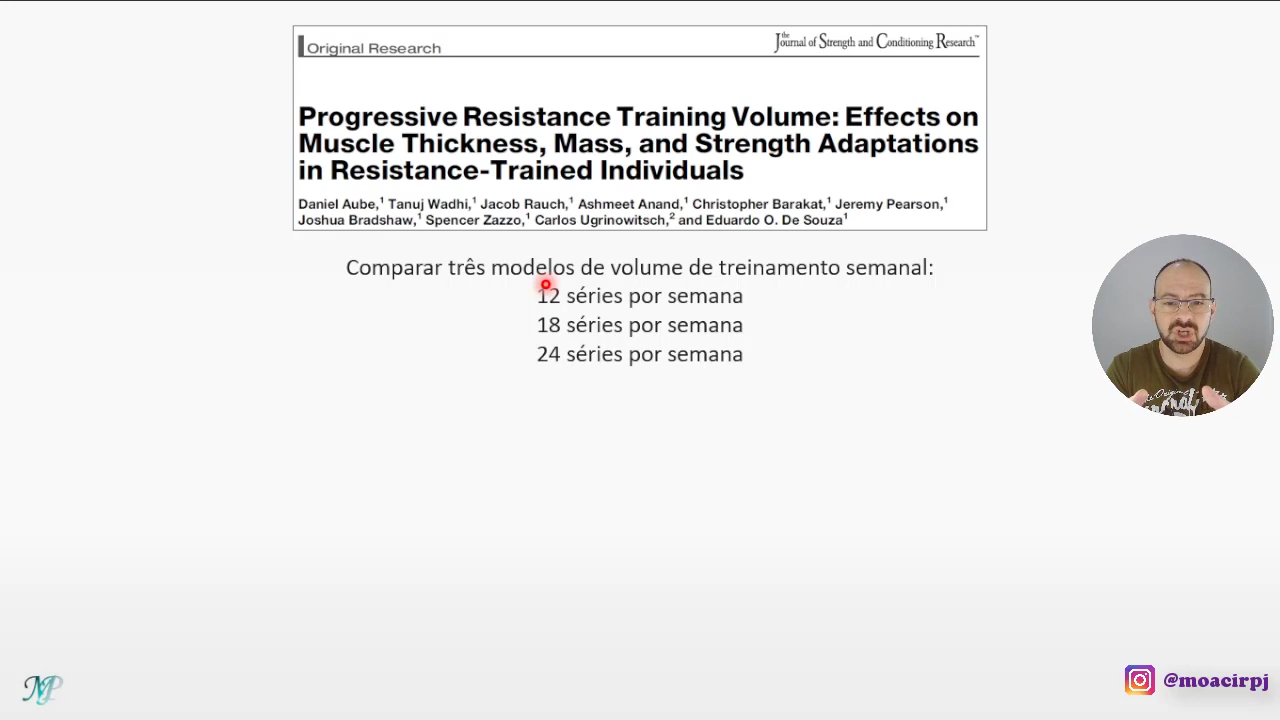 Original Research
the Journal of Strength and Conditioning Research™
Progressive Resistance Training Volume: Effects on
Muscle Thickness, Mass, and Strength Adaptations
in Resistance-Trained Individuals
Daniel Aube,¹ Tanuj Wadhi,¹ Jacob Rauch,¹ Ashmeet Anand,¹ Christopher Barakat,¹ Jeremy Pearson,¹
Joshua Bradshaw,¹ Spencer Zazzo,¹ Carlos Ugrinowitsch,² and Eduardo O. De Souza¹
Comparar três modelos de volume de treinamento semanal:
12 séries por semana
18 séries por semana
24 séries por semana
MP
@moacirpj